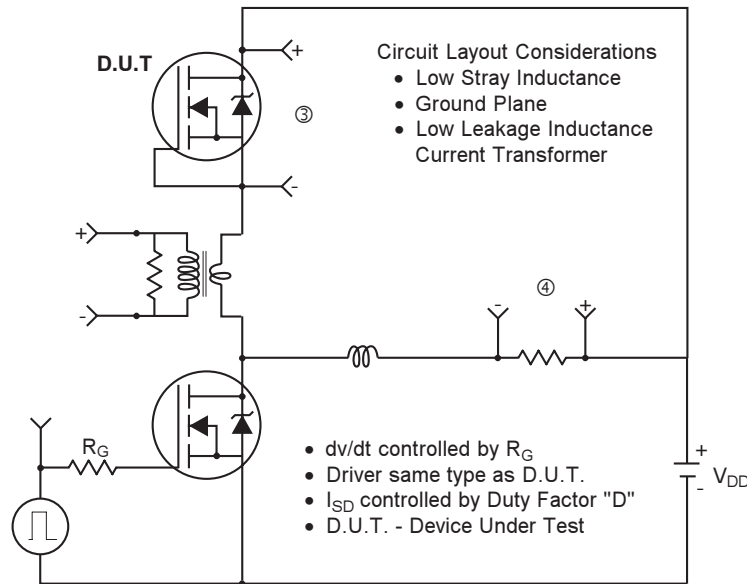 D.U.T
+
-
③
Circuit Layout Considerations
• Low Stray Inductance
• Ground Plane
• Low Leakage Inductance
Current Transformer
+
-
④
-
+
R_G
• dv/dt controlled by R_G
• Driver same type as D.U.T.
• I_SD controlled by Duty Factor "D"
• D.U.T. - Device Under Test
+
V_DD
-